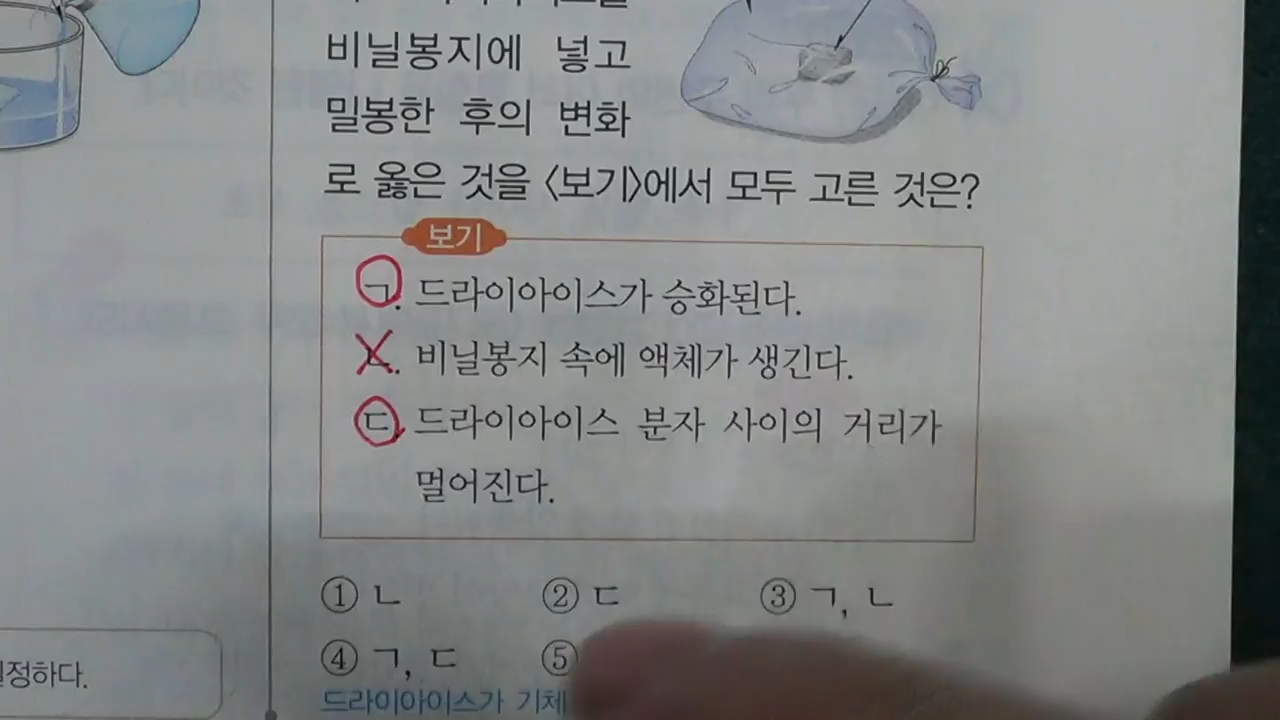 비닐봉지에 넣고
밀봉한 후의 변화
로 옳은 것을 〈보기〉에서 모두 고른 것은?
보기
ㄱ. 드라이아이스가 승화된다.
ㄴ. 비닐봉지 속에 액체가 생긴다.
ㄷ. 드라이아이스 분자 사이의 거리가
멀어진다.
① ㄴ ② ㄷ ③ ㄱ, ㄴ
④ ㄱ, ㄷ ⑤
드라이아이스가 기체
일정하다.